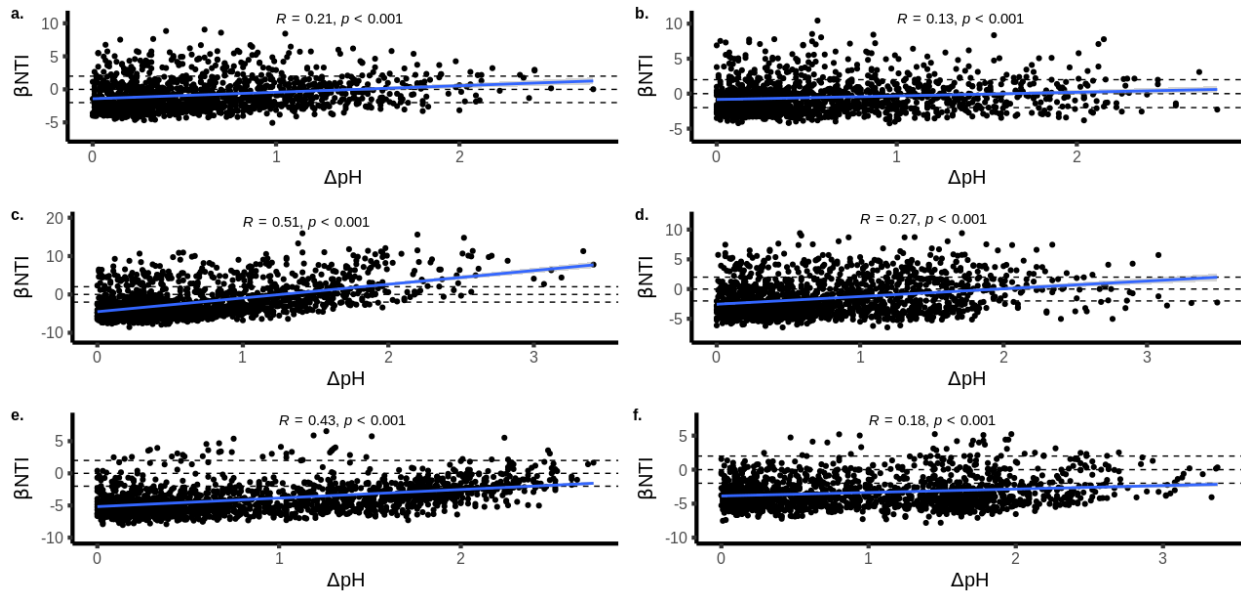 a.
R = 0.21, p < 0.001
10
5
0
-5
βNTI
0 1 2
ΔpH
b.
R = 0.13, p < 0.001
10
5
0
-5
βNTI
0 1 2
ΔpH
c.
R = 0.51, p < 0.001
20
10
0
-10
βNTI
0 1 2 3
ΔpH
d.
R = 0.27, p < 0.001
10
5
0
-5
βNTI
0 1 2 3
ΔpH
e.
R = 0.43, p < 0.001
5
0
-5
-10
βNTI
0 1 2
ΔpH
f.
R = 0.18, p < 0.001
5
0
-5
-10
βNTI
0 1 2 3
ΔpH